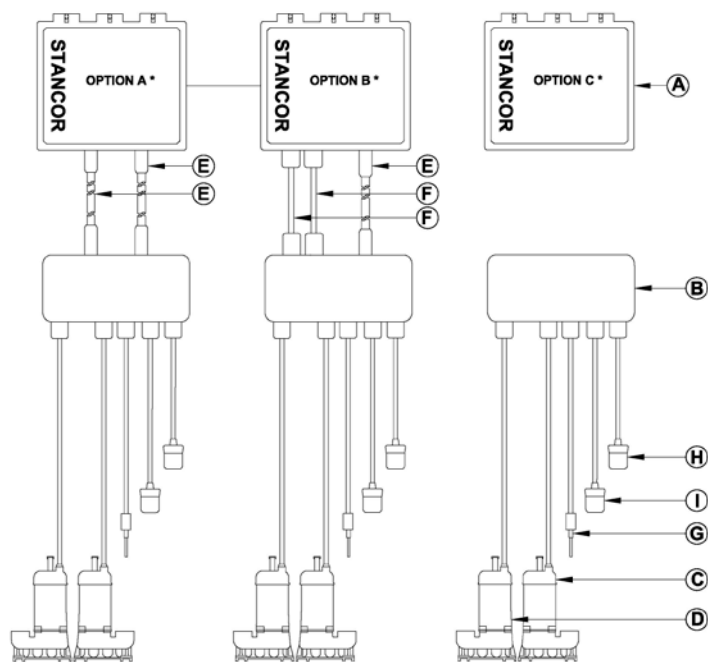 STANCOR
OPTION A *
STANCOR
OPTION B *
STANCOR
OPTION C *
A
E
E
E
F
F
B
H
I
G
C
D